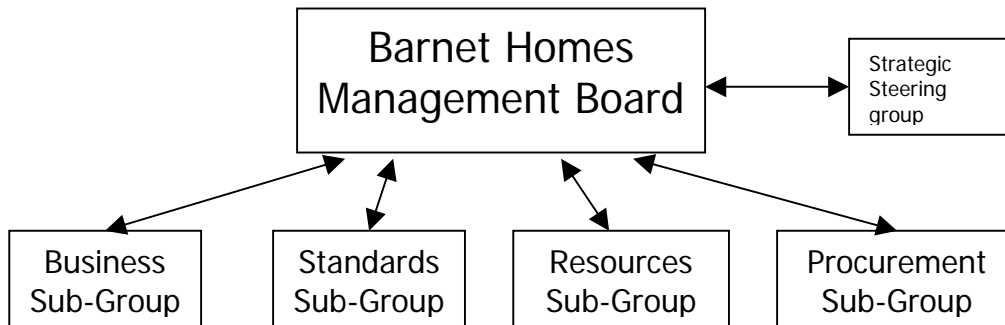 Barnet Homes
Management Board
Strategic
Steering
group
Business
Sub-Group
Standards
Sub-Group
Resources
Sub-Group
Procurement
Sub-Group